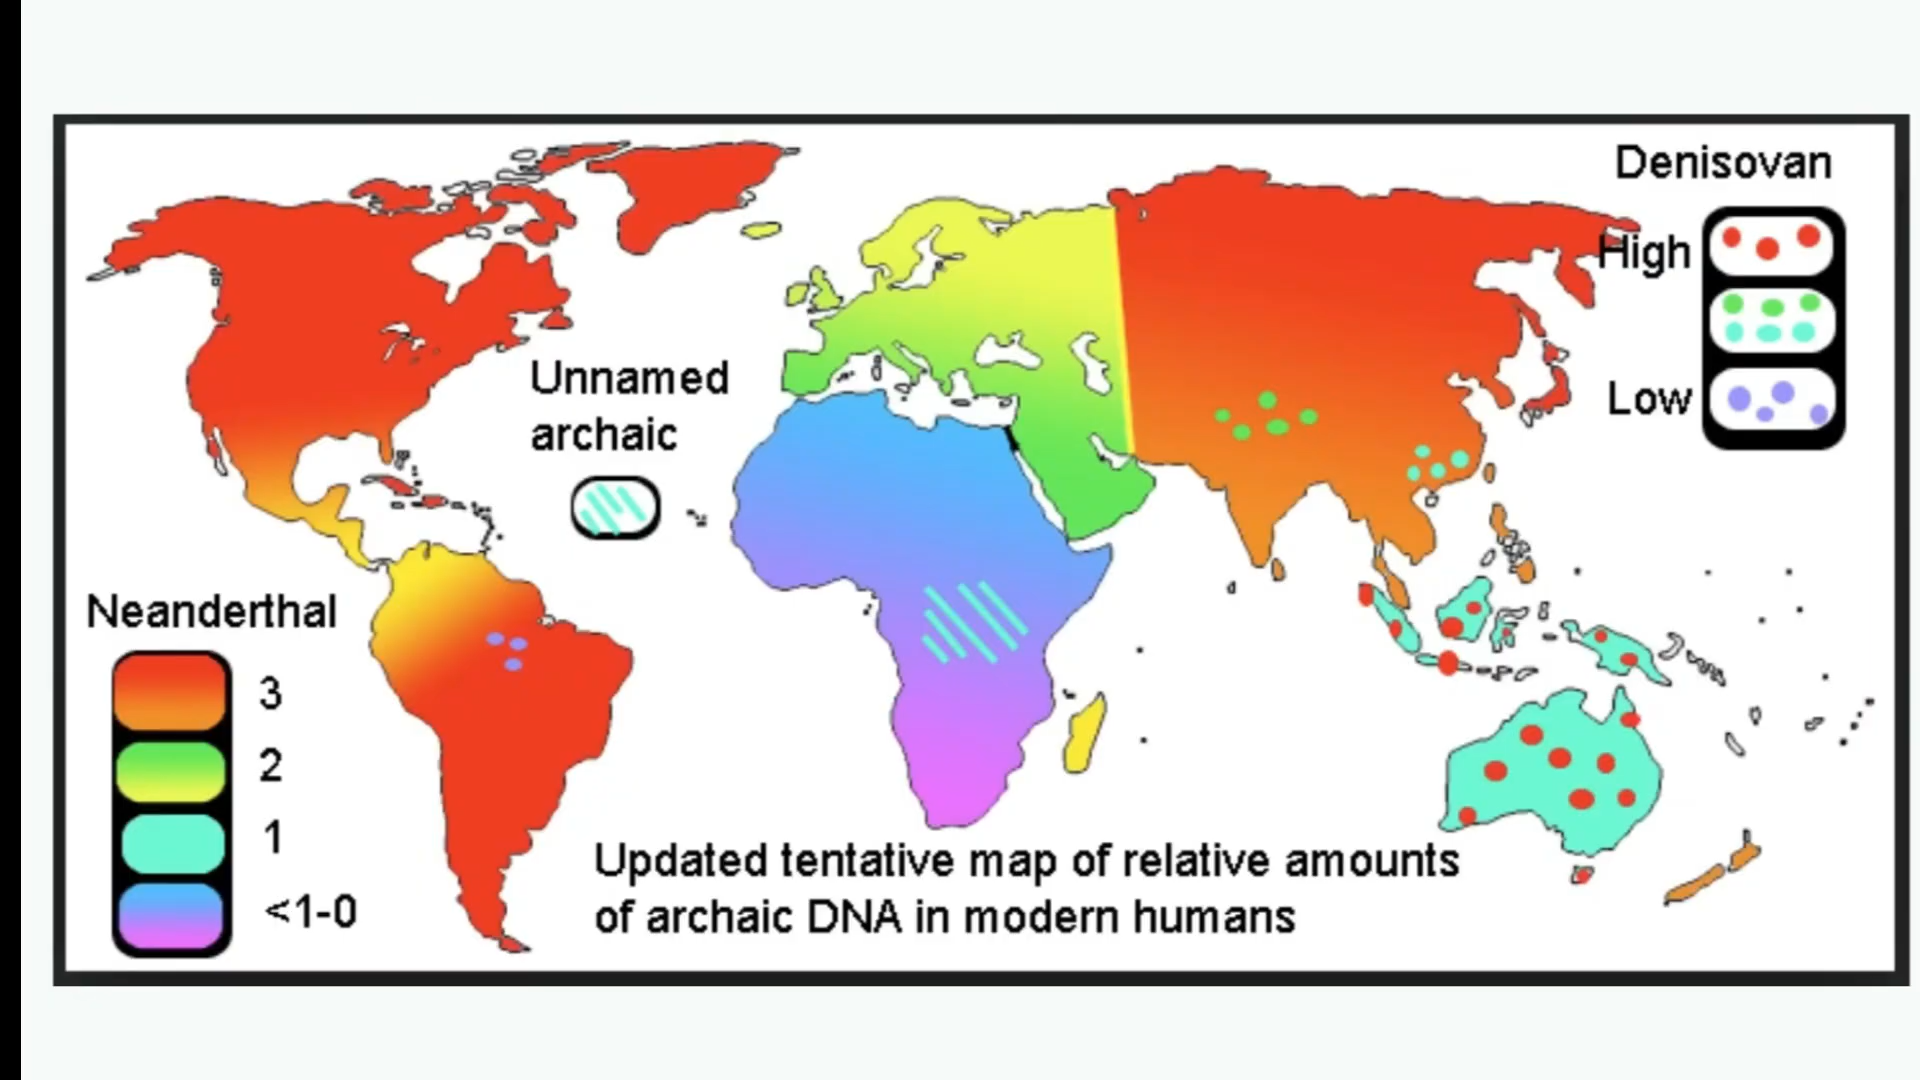 Denisovan
High
Low
Unnamed
archaic
Neanderthal
3
2
1
<1-0
Updated tentative map of relative amounts
of archaic DNA in modern humans